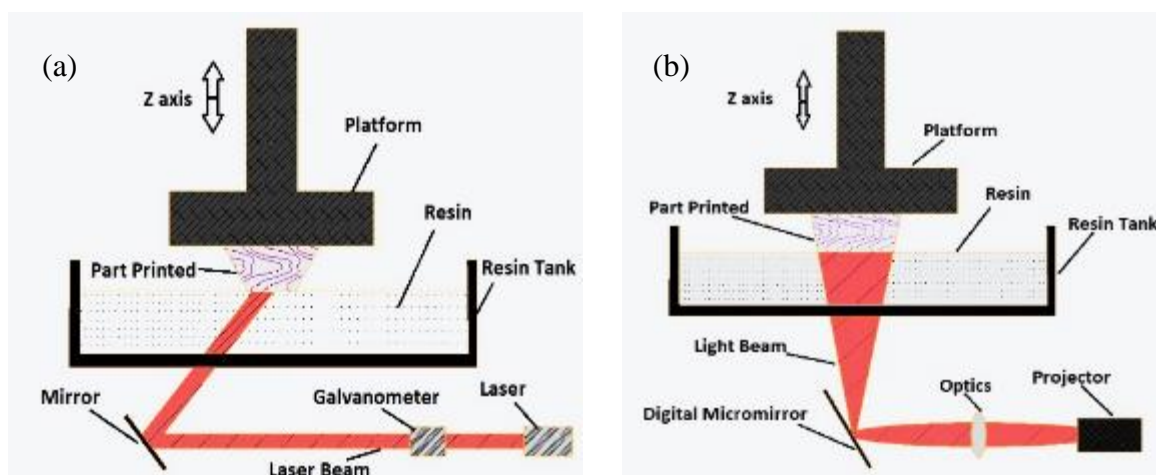 (a)
Z axis
Platform
Resin
Part Printed
Resin Tank
Mirror
Galvanometer
Laser
Laser Beam
(b)
Z axis
Platform
Part Printed
Resin
Resin Tank
Light Beam
Optics
Projector
Digital Micromirror